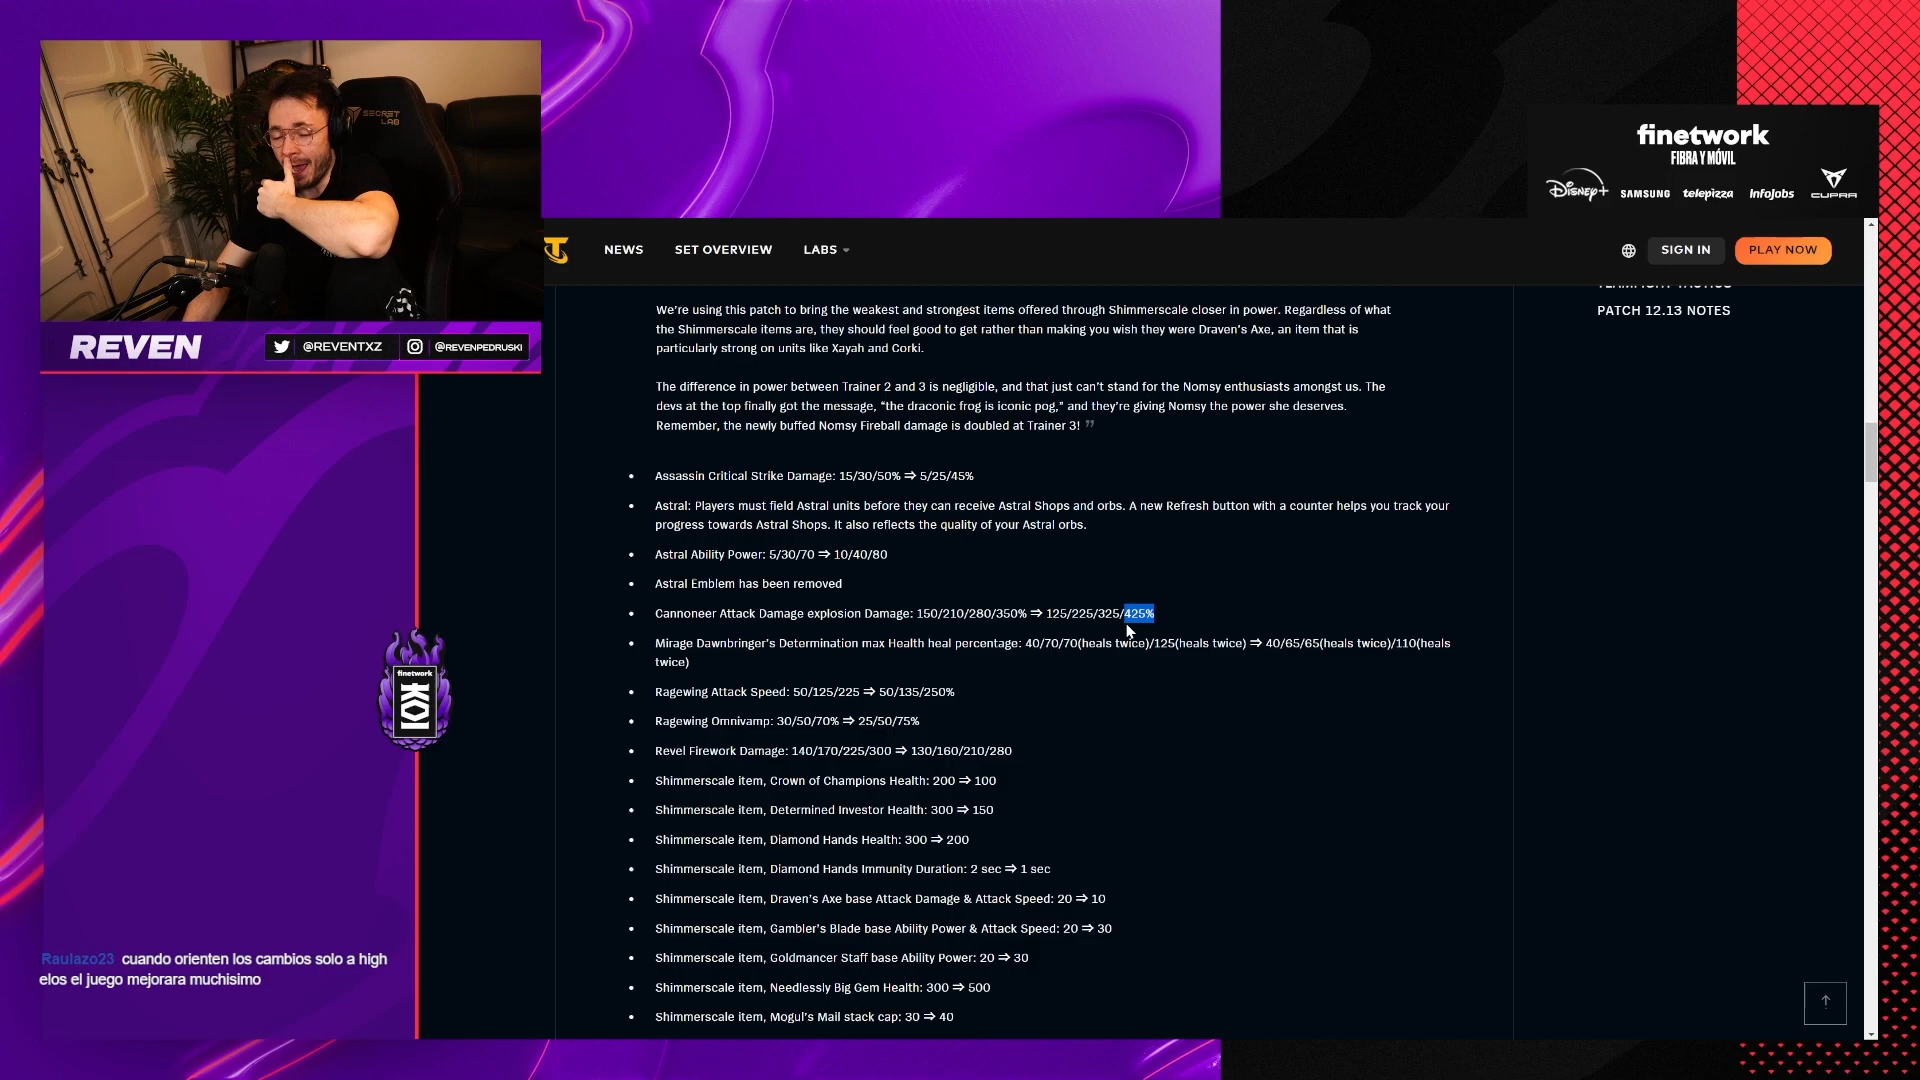 SECRET
LAB
REVEN
@REVENTXZ
@REVENPEDRUSKI
finetwork
FIBRA Y MÓVIL
Disney+ SAMSUNG telepizza InfoJobs CUPRA
NEWS SET OVERVIEW LABS
SIGN IN PLAY NOW
TEAMFIGHT TACTICS
PATCH 12.13 NOTES
We're using this patch to bring the weakest and strongest items offered through Shimmerscale closer in power. Regardless of what
the Shimmerscale items are, they should feel good to get rather than making you wish they were Draven's Axe, an item that is
particularly strong on units like Xayah and Corki.
The difference in power between Trainer 2 and 3 is negligible, and that just can't stand for the Nomsy enthusiasts amongst us. The
devs at the top finally got the message, “the draconic frog is iconic pog,” and they're giving Nomsy the power she deserves.
Remember, the newly buffed Nomsy Fireball damage is doubled at Trainer 3! ”
• Assassin Critical Strike Damage: 15/30/50% ⇒ 5/25/45%
• Astral: Players must field Astral units before they can receive Astral Shops and orbs. A new Refresh button with a counter helps you track your
progress towards Astral Shops. It also reflects the quality of your Astral orbs.
• Astral Ability Power: 5/30/70 ⇒ 10/40/80
• Astral Emblem has been removed
• Cannoneer Attack Damage explosion Damage: 150/210/280/350% ⇒ 125/225/325/425%
• Mirage Dawnbringer's Determination max Health heal percentage: 40/70/70(heals twice)/125(heals twice) ⇒ 40/65/65(heals twice)/110(heals
twice)
• Ragewing Attack Speed: 50/125/225 ⇒ 50/135/250%
• Ragewing Omnivamp: 30/50/70% ⇒ 25/50/75%
• Revel Firework Damage: 140/170/225/300 ⇒ 130/160/210/280
• Shimmerscale item, Crown of Champions Health: 200 ⇒ 100
• Shimmerscale item, Determined Investor Health: 300 ⇒ 150
• Shimmerscale item, Diamond Hands Health: 300 ⇒ 200
• Shimmerscale item, Diamond Hands Immunity Duration: 2 sec ⇒ 1 sec
• Shimmerscale item, Draven's Axe base Attack Damage & Attack Speed: 20 ⇒ 10
• Shimmerscale item, Gambler's Blade base Ability Power & Attack Speed: 20 ⇒ 30
• Shimmerscale item, Goldmancer Staff base Ability Power: 20 ⇒ 30
• Shimmerscale item, Needlessly Big Gem Health: 300 ⇒ 500
• Shimmerscale item, Mogul's Mail stack cap: 30 ⇒ 40
finetwork
KOI
Raulazo23 cuando orienten los cambios solo a high
elos el juego mejorara muchisimo